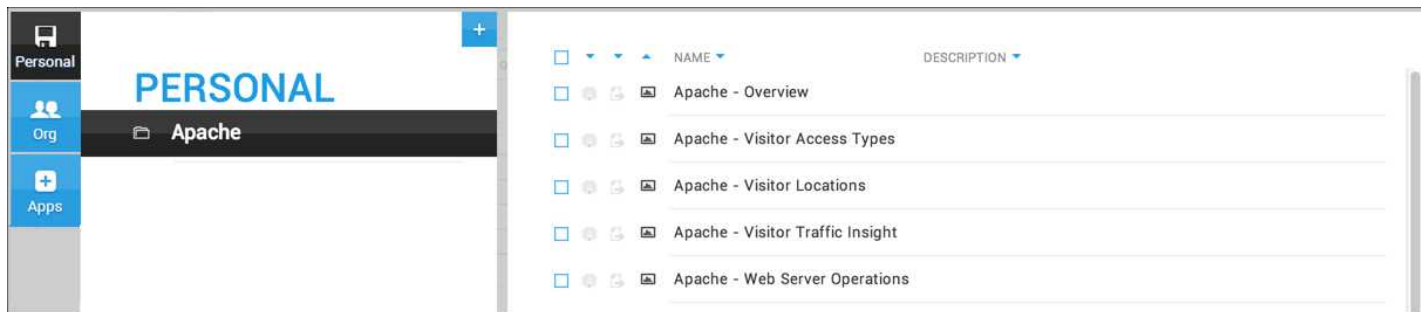 Personal
Org
Apps
+
PERSONAL
Apache
NAME DESCRIPTION
Apache - Overview
Apache - Visitor Access Types
Apache - Visitor Locations
Apache - Visitor Traffic Insight
Apache - Web Server Operations